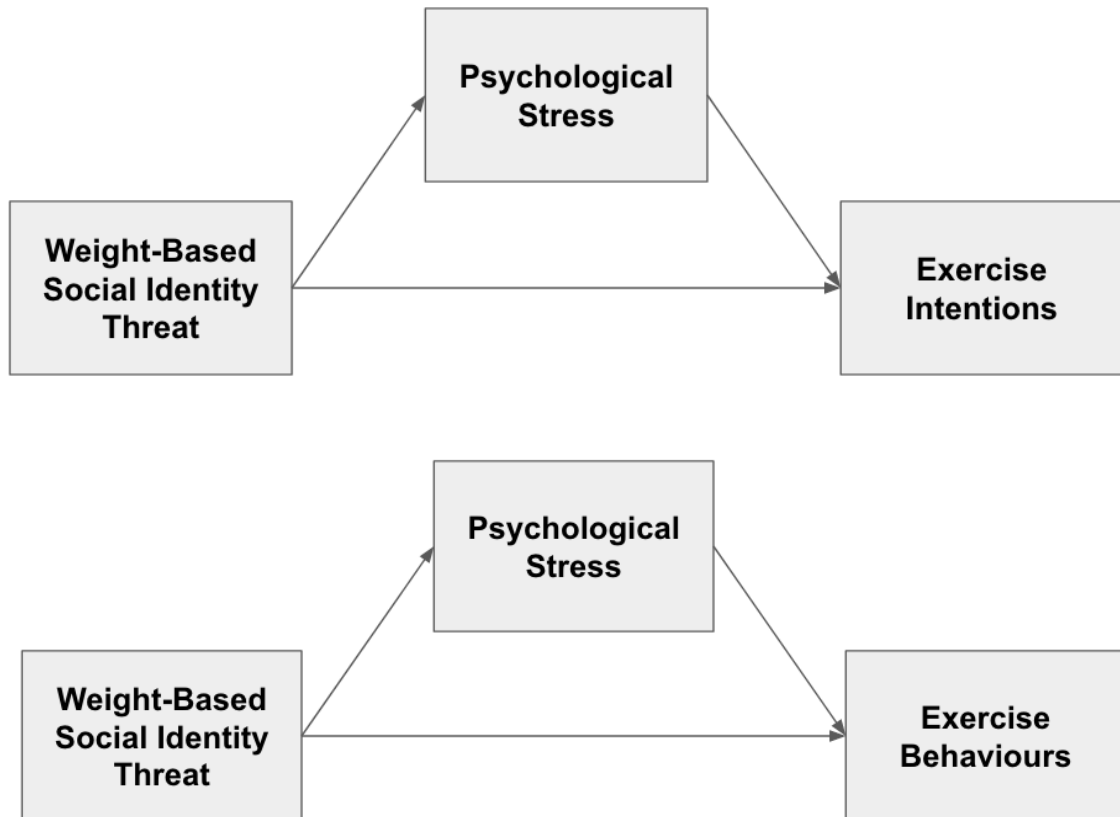 Psychological
Stress
Weight-Based
Social Identity
Threat
Exercise
Intentions
Psychological
Stress
Weight-Based
Social Identity
Threat
Exercise
Behaviours